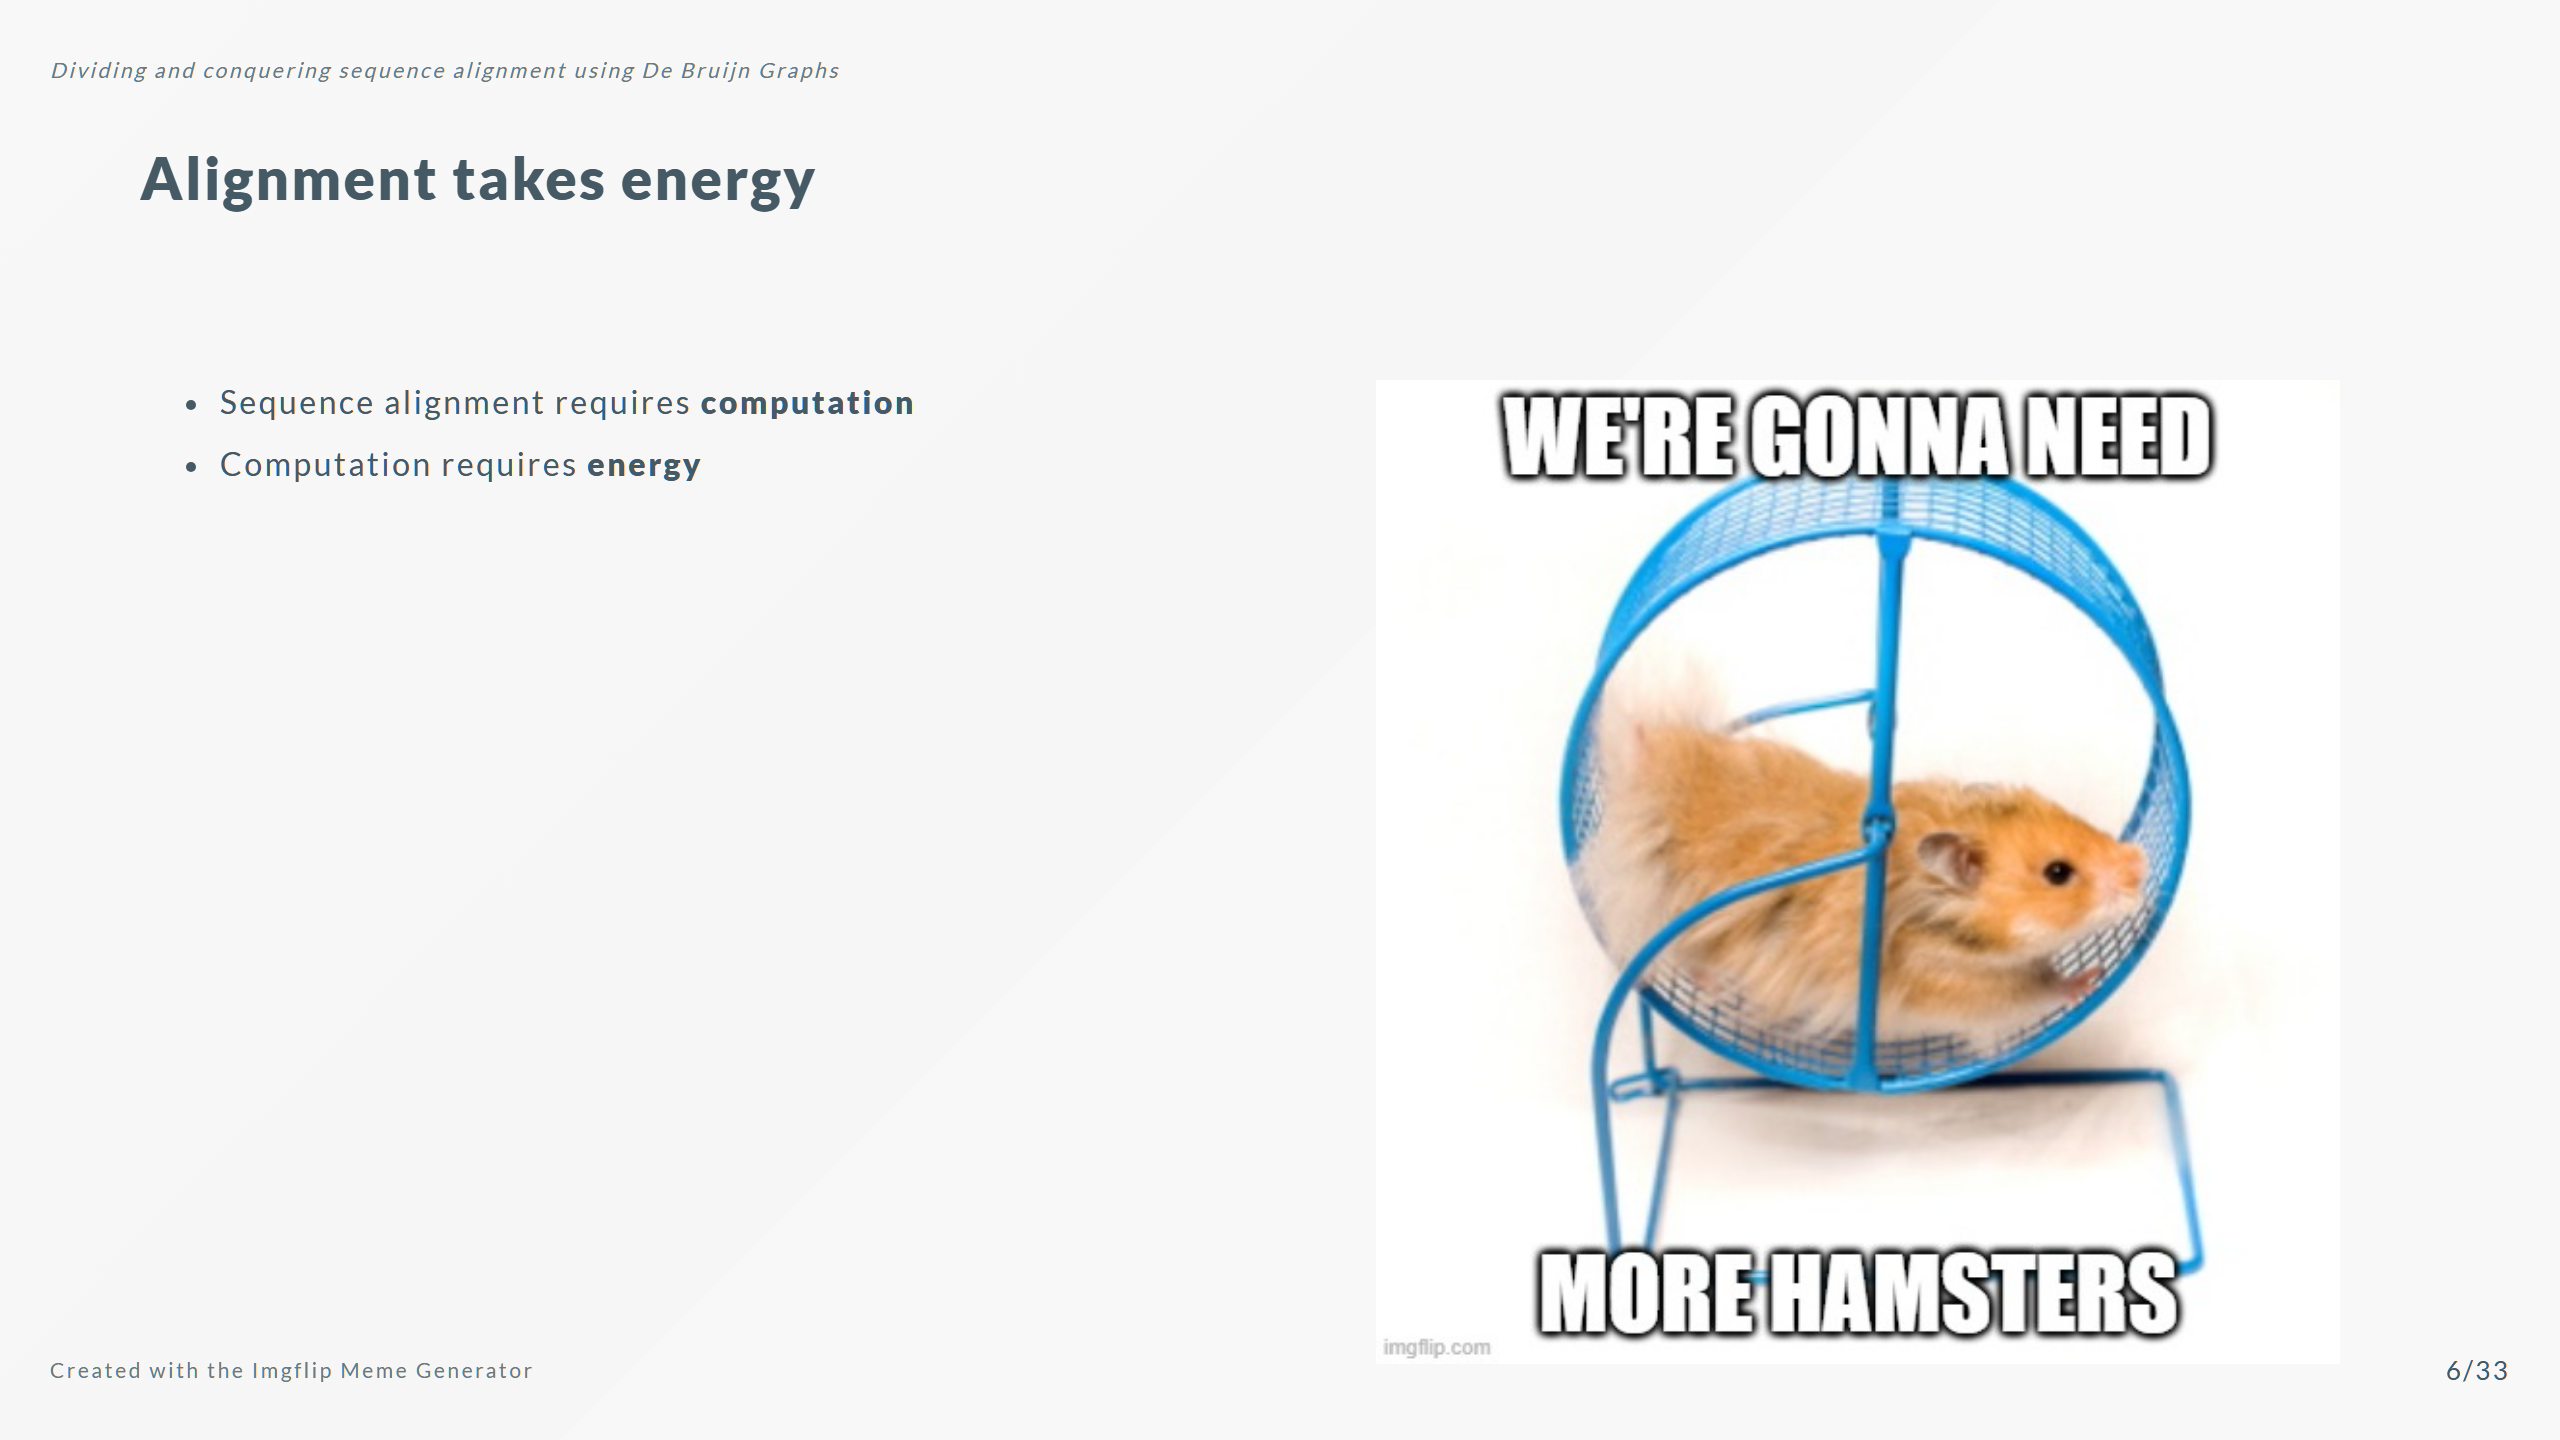 Dividing and conquering sequence alignment using De Bruijn Graphs
Alignment takes energy
Sequence alignment requires computation
Computation requires energy
WE'RE GONNA NEED
MORE HAMSTERS
imgflip.com
Created with the Imgflip Meme Generator
6/33